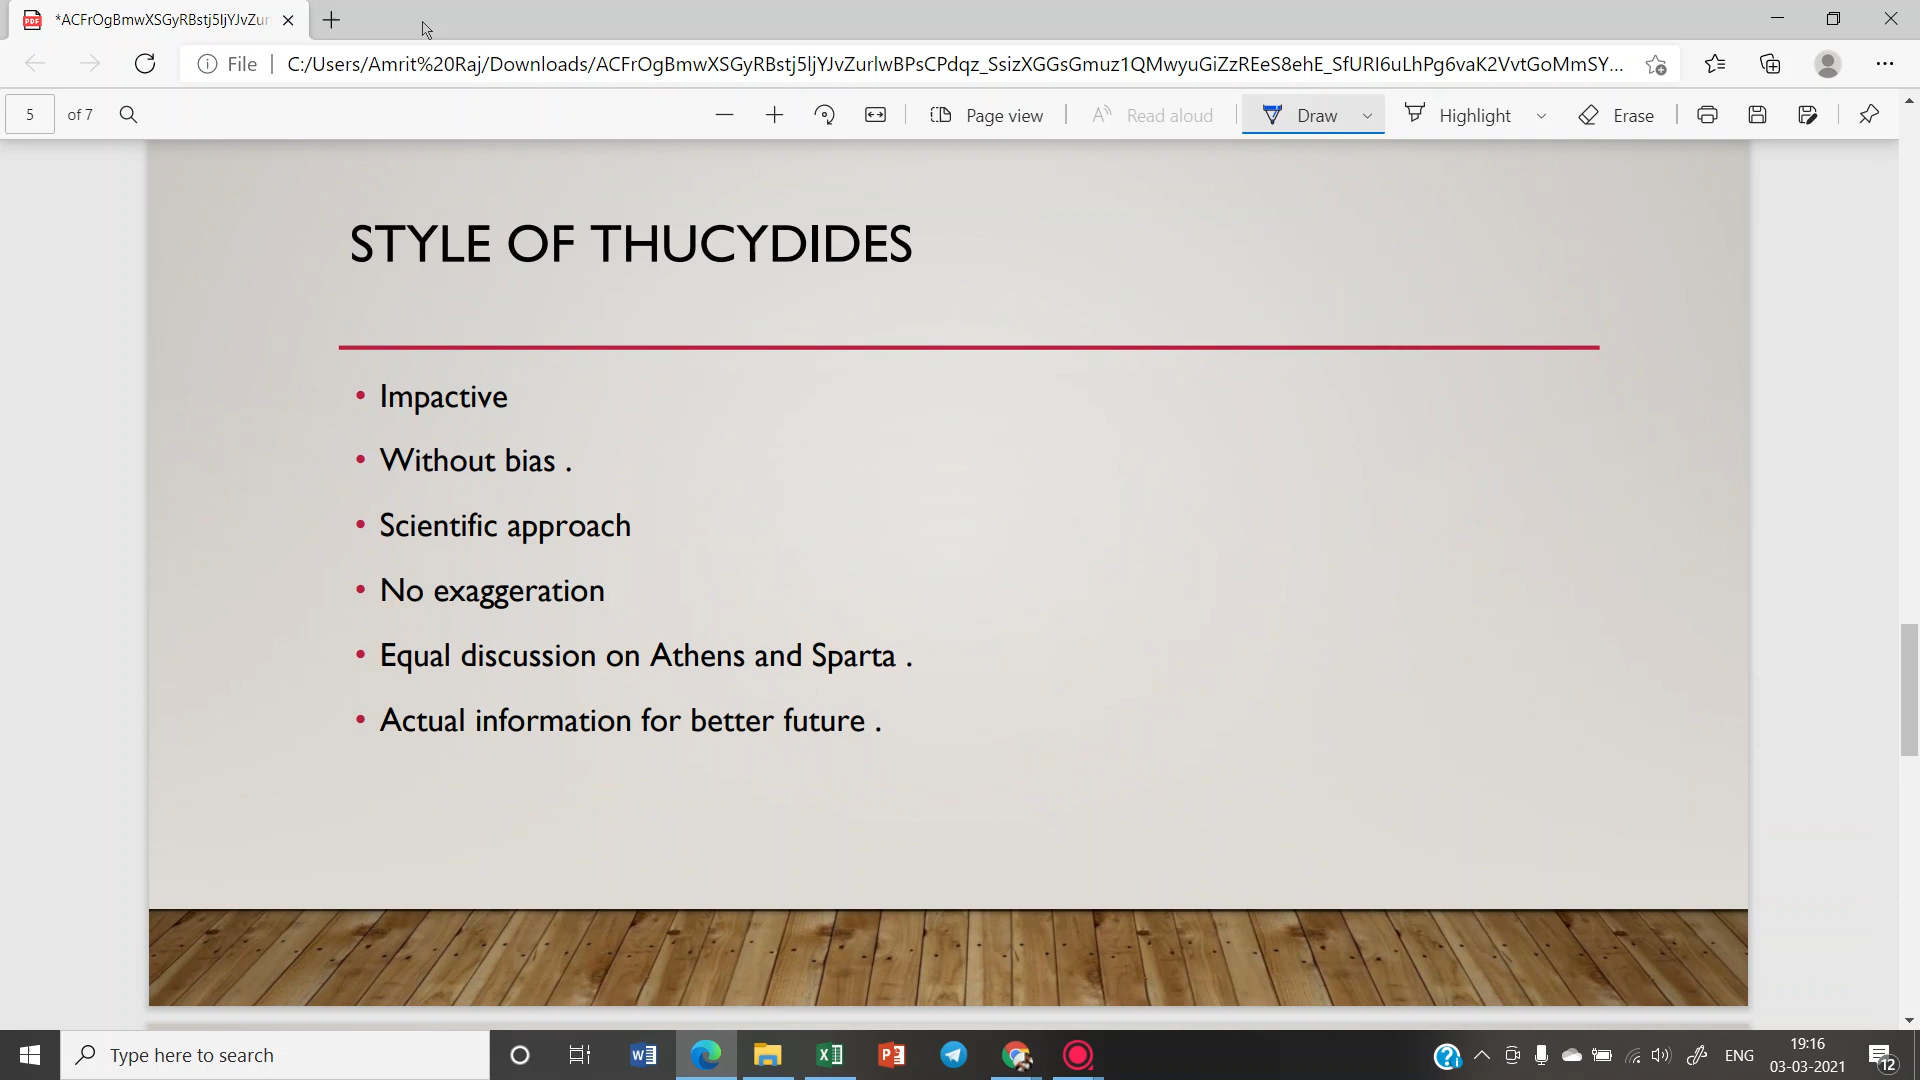 *ACFrOgBmwXSGyRBstj5ljYJvZur
File
C:/Users/Amrit%20Raj/Downloads/ACFrOgBmwXSGyRBstj5ljYJvZurlwBPsCPdqz_SsizXGGsGmuz1QMwyuGiZzREeS8ehE_SfURl6uLhPg6vaK2VvtGoMmSY...
5 of 7
Page view
Read aloud
Draw
Highlight
Erase
STYLE OF THUCYDIDES
• Impactive
• Without bias .
• Scientific approach
• No exaggeration
• Equal discussion on Athens and Sparta .
• Actual information for better future .
Type here to search
ENG
19:16
03-03-2021
12